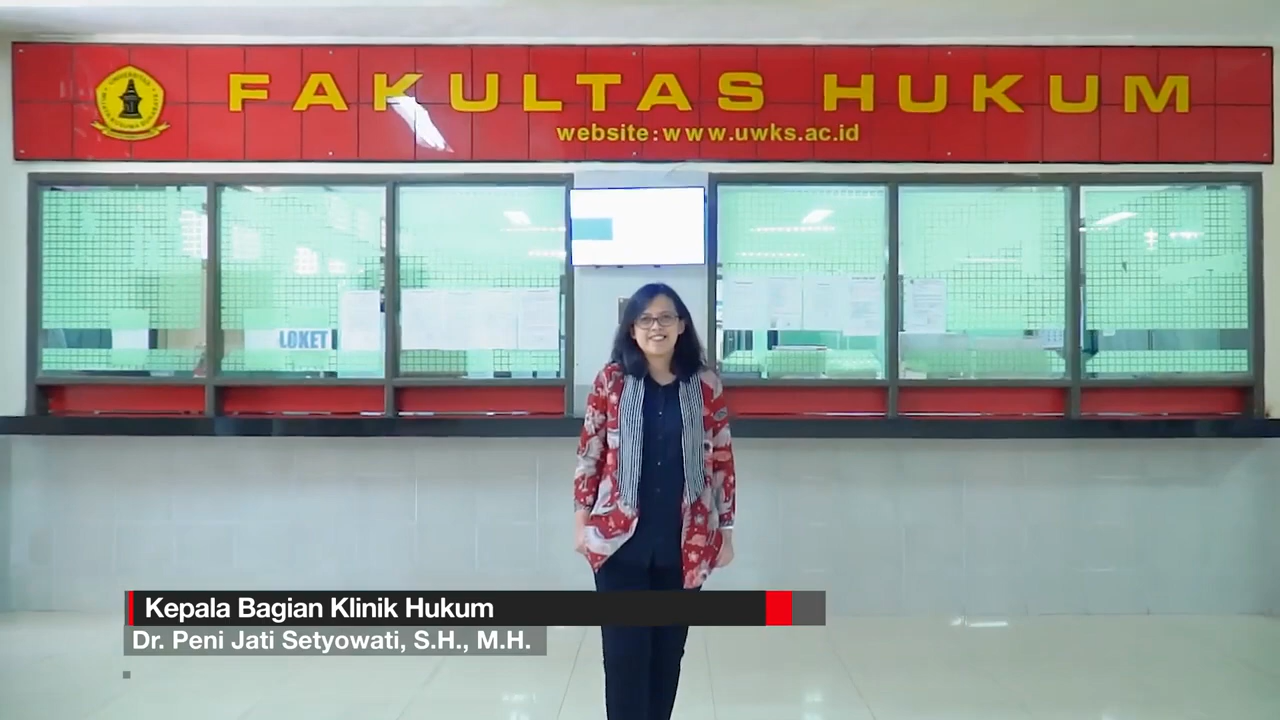 FAKULTAS HUKUM
website:www.uwks.ac.id
LOKET
Kepala Bagian Klinik Hukum
Dr. Peni Jati Setyowati, S.H., M.H.